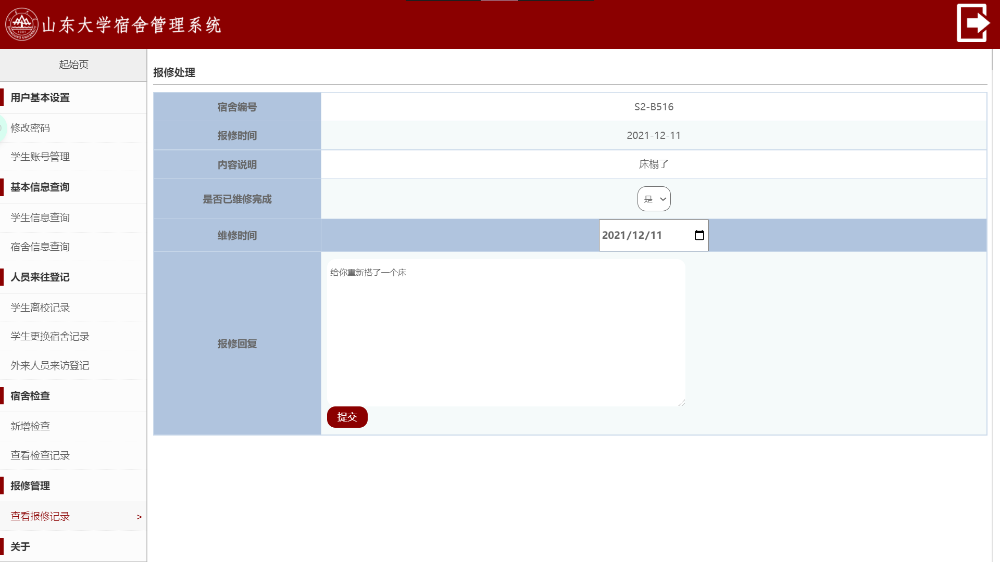 山东大学宿舍管理系统
SHANDONG UNIVERSITY
1901
起始页
用户基本设置
修改密码
学生账号管理
基本信息查询
学生信息查询
宿舍信息查询
人员来往登记
学生离校记录
学生更换宿舍记录
外来人员来访登记
宿舍检查
新增检查
查看检查记录
报修管理
查看报修记录 >
关于
报修处理
宿舍编号 S2-B516
报修时间 2021-12-11
内容说明 床榻了
是否已维修完成 是
维修时间 2021/12/11
报修回复 给你重新搭了一个床
提交